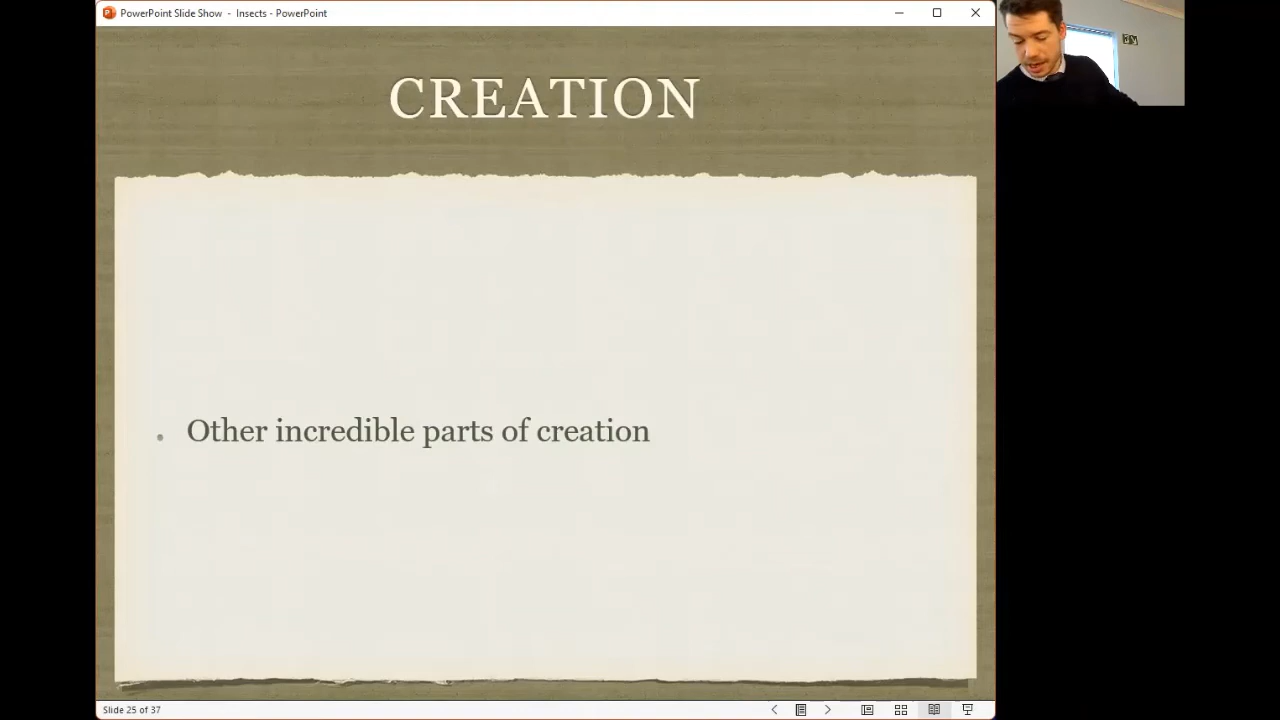 PowerPoint Slide Show - Insects - PowerPoint
CREATION
• Other incredible parts of creation
Slide 25 of 37